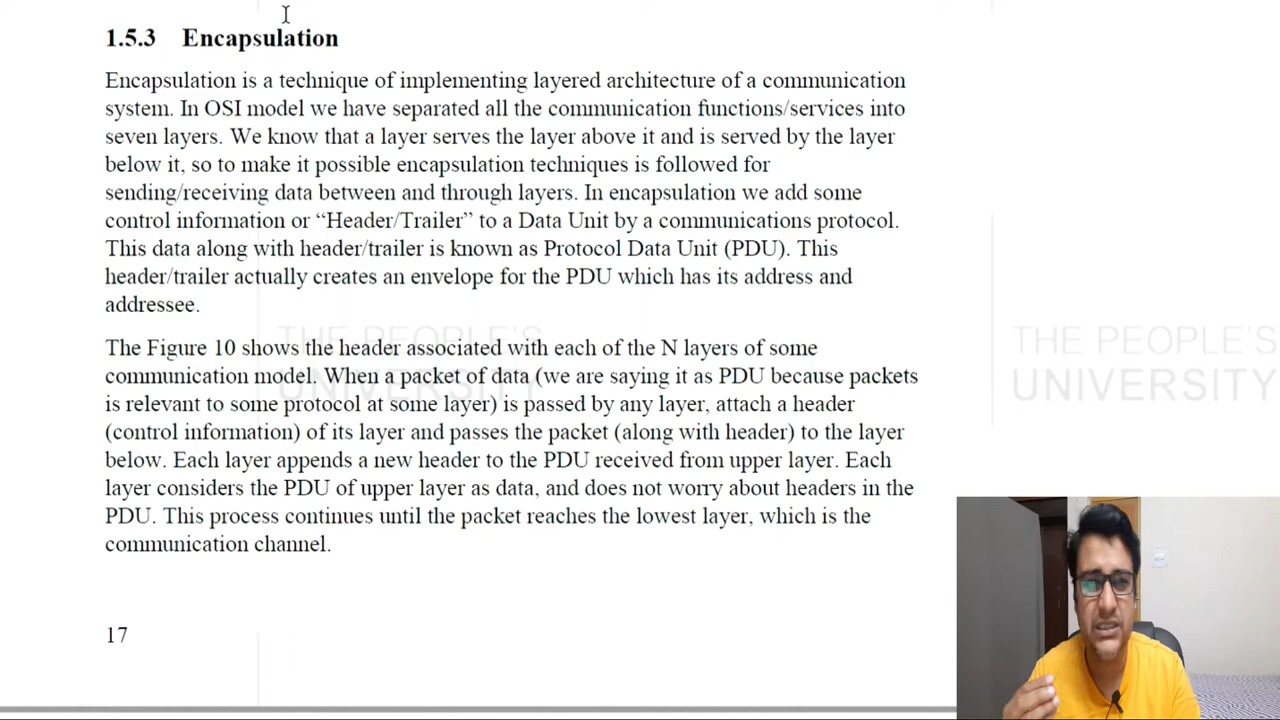 1.5.3 Encapsulation
Encapsulation is a technique of implementing layered architecture of a communication
system. In OSI model we have separated all the communication functions/services into
seven layers. We know that a layer serves the layer above it and is served by the layer
below it, so to make it possible encapsulation techniques is followed for
sending/receiving data between and through layers. In encapsulation we add some
control information or “Header/Trailer” to a Data Unit by a communications protocol.
This data along with header/trailer is known as Protocol Data Unit (PDU). This
header/trailer actually creates an envelope for the PDU which has its address and
addressee.
THE PEOPLE'S
UNIVERSITY
THE PEOPLE'S
UNIVERSITY
The Figure 10 shows the header associated with each of the N layers of some
communication model. When a packet of data (we are saying it as PDU because packets
is relevant to some protocol at some layer) is passed by any layer, attach a header
(control information) of its layer and passes the packet (along with header) to the layer
below. Each layer appends a new header to the PDU received from upper layer. Each
layer considers the PDU of upper layer as data, and does not worry about headers in the
PDU. This process continues until the packet reaches the lowest layer, which is the
communication channel.
17